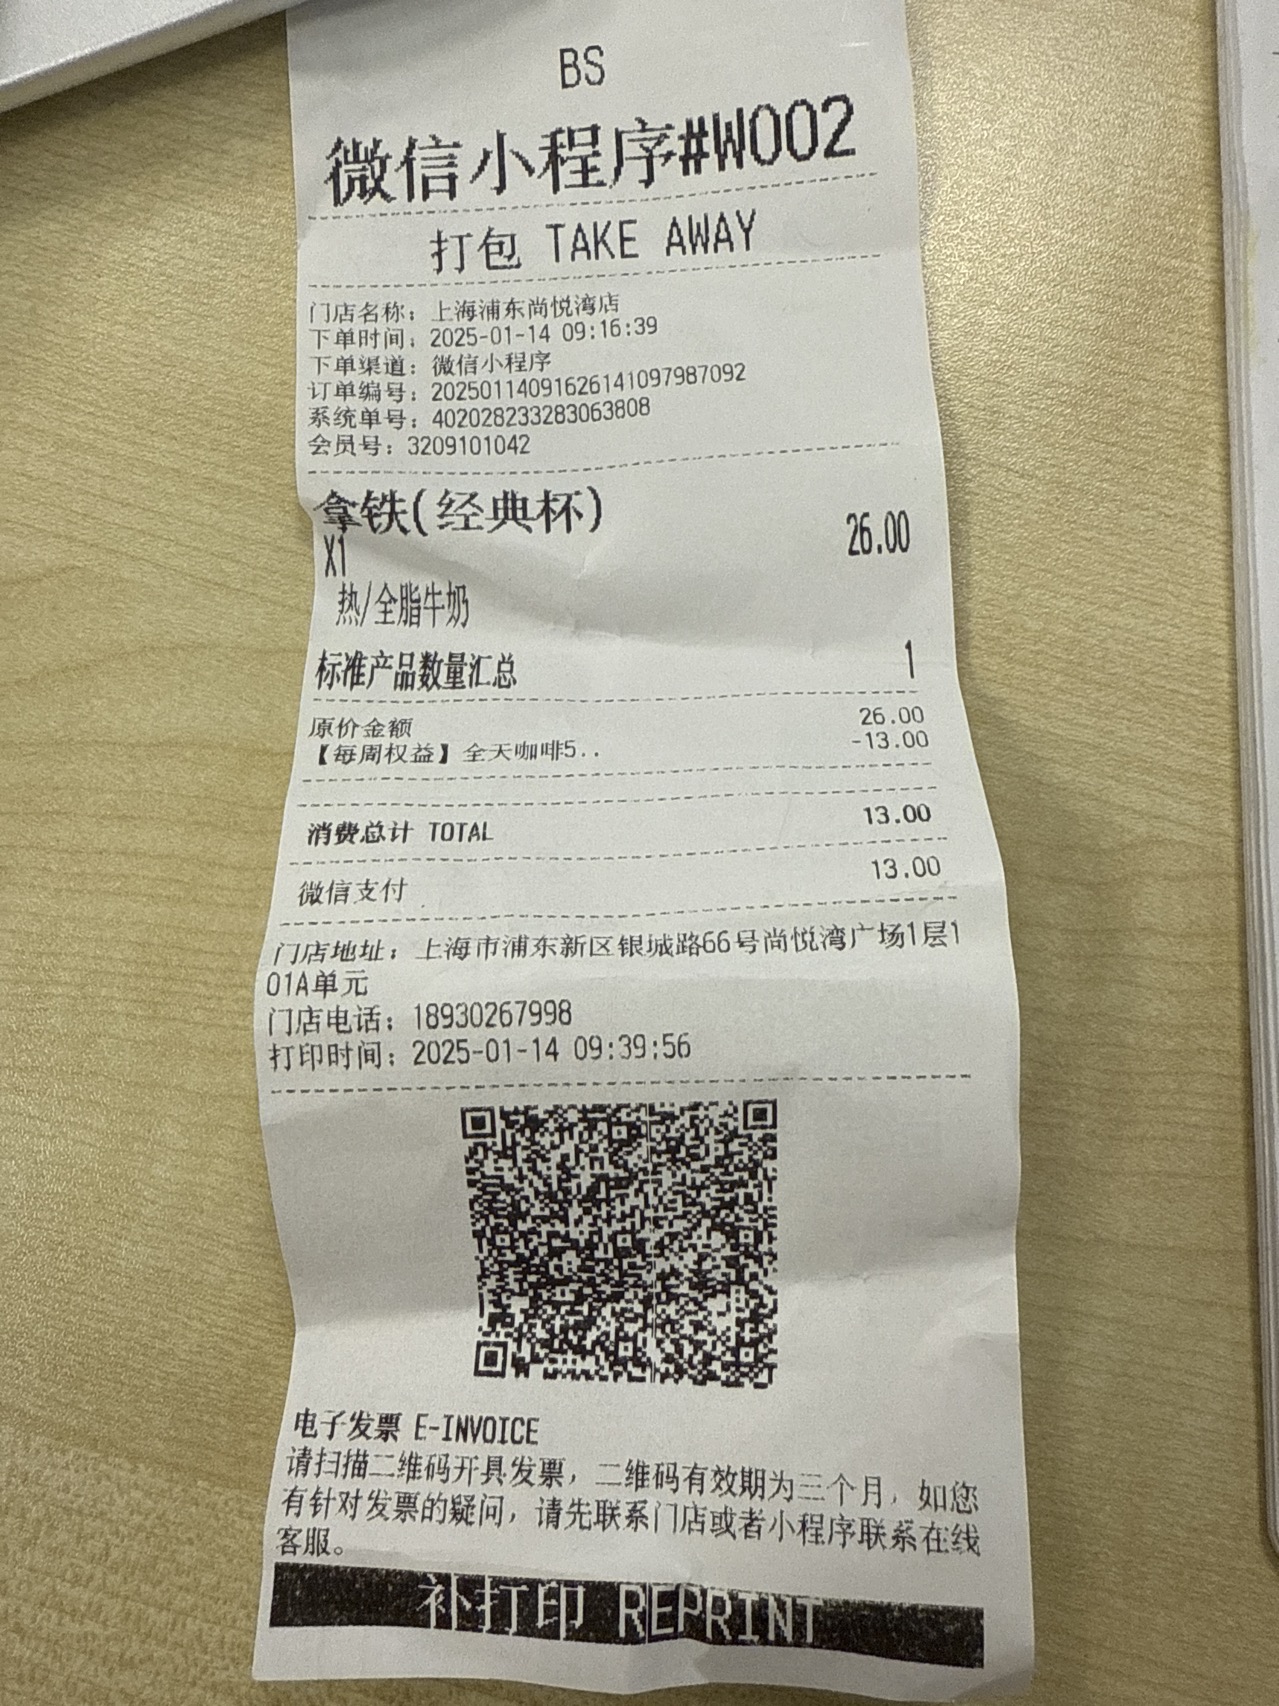 BS
微信小程序#W002
打包 TAKE AWAY
门店名称：上海浦东尚悦湾店
下单时间：2025-01-14 09:16:39
下单渠道：微信小程序
订单编号：20250114091626141097987092
系统单号：402028233283063808
会员号：3209101042
拿铁(经典杯)
X1 26.00
热/全脂牛奶
标准产品数量汇总 1
原价金额 26.00
【每周权益】全天咖啡5.. -13.00
消费总计 TOTAL 13.00
微信支付 13.00
门店地址：上海市浦东新区银城路66号尚悦湾广场1层1
01A单元
门店电话：18930267998
打印时间：2025-01-14 09:39:56
电子发票 E-INVOICE
请扫描二维码开具发票，二维码有效期为三个月，如您
有针对发票的疑问，请先联系门店或者小程序联系在线
客服。
补打印 REPRINT